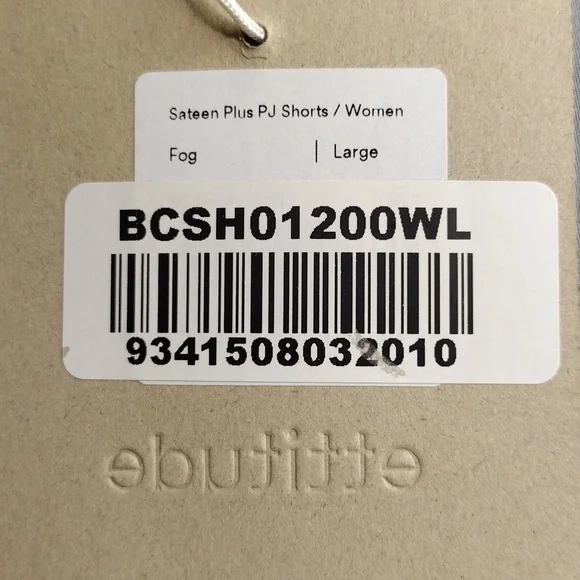 Sateen Plus PJ Shorts / Women
Fog | Large
BCSH01200WL
9341508032010
ettitude